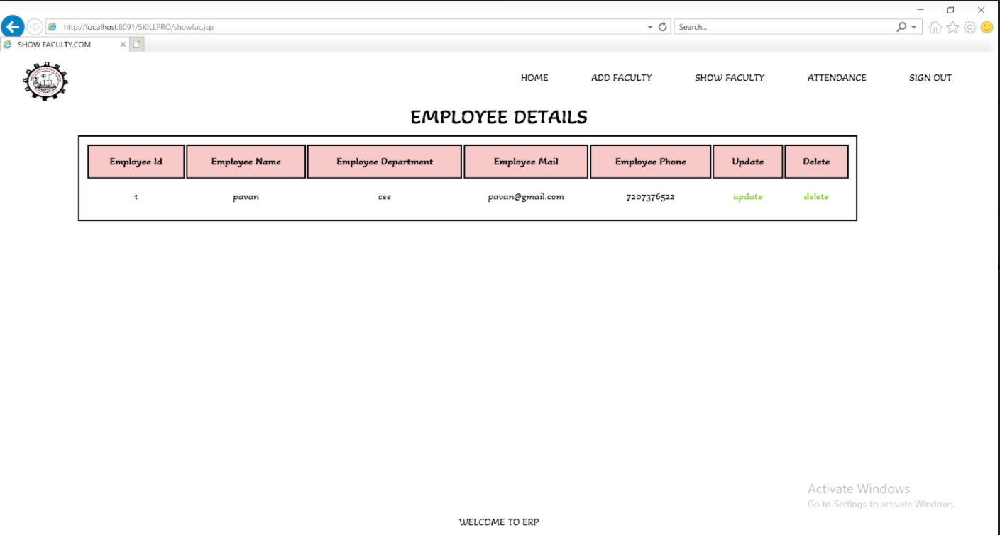 http://localhost:8091/SKILLPRO/showfac.jsp
Search...
SHOW FACULTY.COM
HOME ADD FACULTY SHOW FACULTY ATTENDANCE SIGN OUT
EMPLOYEE DETAILS
Employee Id Employee Name Employee Department Employee Mail Employee Phone Update Delete
1 pavan cse pavan@gmail.com 7207376522 update delete
Activate Windows
Go to Settings to activate Windows.
WELCOME TO ERP